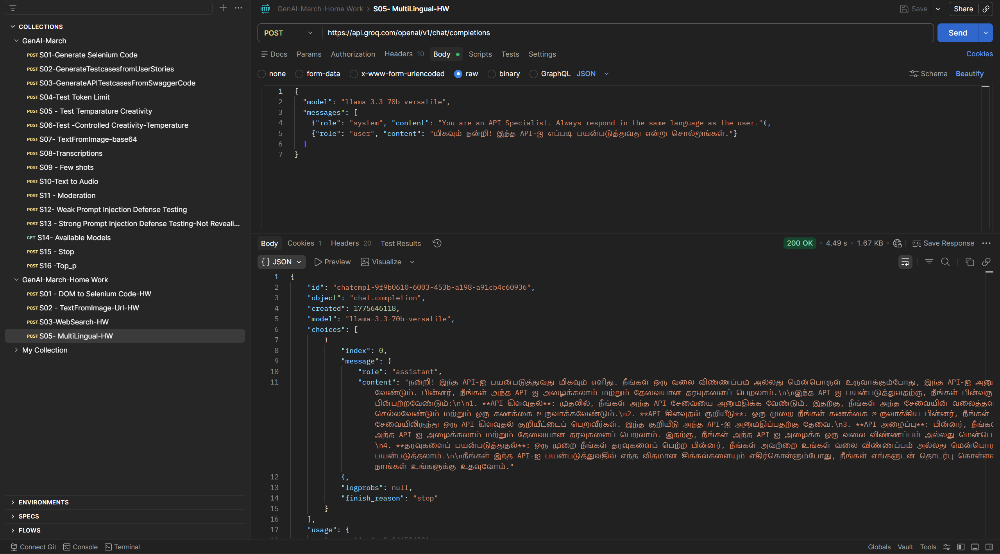 COLLECTIONS
GenAI-March
POST S01-Generate Selenium Code
POST S02-GenerateTestcasesfromUserStories
POST S03-GenerateAPITestcasesFromSwaggerCode
POST S04-Test Token Limit
POST S05 - Test Temparature Creativity
POST S06-Test -Controlled Creativity-Temperature
POST S07- TextFromImage-base64
POST S08-Transcriptions
POST S09 - Few shots
POST S10-Text to Audio
POST S11 - Moderation
POST S12- Weak Prompt Injection Defense Testing
POST S13 - Strong Prompt Injection Defense Testing-Not Reveali...
GET S14- Available Models
POST S15 - Stop
POST S16 -Top_p
GenAI-March-Home Work
POST S01 - DOM to Selenium Code-HW
POST S02 - TextFromImage-Url-HW
POST S03-WebSearch-HW
POST S05- MultiLingual-HW
My Collection
ENVIRONMENTS
SPECS
FLOWS
HTTP GenAI-March-Home Work > S05- MultiLingual-HW Save Share
POST https://api.groq.com/openai/v1/chat/completions Send
Docs Params Authorization Headers 10 Body Scripts Tests Settings Cookies
none form-data x-www-form-urlencoded raw binary GraphQL JSON Schema Beautify
1 {
2 "model": "llama-3.3-70b-versatile",
3 "messages": [
4 {"role": "system", "content": "You are an API Specialist. Always respond in the same language as the user."},
5 {"role": "user", "content": "மிகவும் நன்றி! இந்த API-ஐ எப்படி பயன்படுத்துவது என்று சொல்லுங்கள்."}
6 ]
7 }
Body Cookies 1 Headers 20 Test Results 200 OK • 4.49 s • 1.67 KB • e.g. Save Response
{} JSON Preview Visualize
1 {
2 "id": "chatcmpl-9f9b0610-6003-453b-a198-a91cb4c60936",
3 "object": "chat.completion",
4 "created": 1775646118,
5 "model": "llama-3.3-70b-versatile",
6 "choices": [
7 {
8 "index": 0,
9 "message": {
10 "role": "assistant",
11 "content": "நன்றி! இந்த API-ஐ பயன்படுத்துவது மிகவும் எளிது. நீங்கள் ஒரு வலை விண்ணப்பம் அல்லது மென்பொருள் உருவாக்கும்போது, இந்த API-ஐ
வேண்டும். பின்னர், நீங்கள் அந்த API-ஐ அழைக்கலாம் மற்றும் தேவையான தரவுகளைப் பெறலாம்.\n\nஇந்த API-ஐ பயன்படுத்துவதற்கு, நீங்கள்
பின்பற்றவேண்டும்:\n\n1. **API கிளவுதல்**: முதலில், நீங்கள் அந்த API சேவையை அனுமதிக்க வேண்டும். இதற்கு, நீங்கள் அந்த சேவையின்
செல்லவேண்டும் மற்றும் ஒரு கணக்கை உருவாக்கவேண்டும்.\n2. **API கிளவுதல் குறியீடு**: ஒரு முறை நீங்கள் கணக்கை உருவாக்கிய பின்னர், நீங்கள்
சேவையிலிருந்து ஒரு API கிளவுதல் குறியீட்டைப் பெறுவீர்கள். இந்த குறியீடு அந்த API-ஐ அனுமதிப்பதற்கு தேவை.\n3. **API அழைப்பு**: பின்னர்,
அந்த API-ஐ அழைக்கலாம் மற்றும் தேவையான தரவுகளைப் பெறலாம். இதற்கு, நீங்கள் அந்த API-ஐ அழைக்க ஒரு வலை விண்ணப்பம் அல்லது
\n4. **தரவுகளைப் பயன்படுத்துதல்**: ஒரு முறை நீங்கள் தரவுகளைப் பெற்ற பின்னர், நீங்கள் அவற்றை உங்கள் வலை விண்ணப்பம் அல்லது
பயன்படுத்தலாம்.\n\nநீங்கள் இந்த API-ஐ பயன்படுத்துவதில் எந்த விதமான சிக்கல்களையும் எதிர்கொள்ளும்போது, நீங்கள் எங்களுடன் தொடர்பு
நாங்கள் உங்களுக்கு உதவுவோம்."
12 },
13 "logprobs": null,
14 "finish_reason": "stop"
15 }
16 ],
17 "usage": {
Connect Git Console Terminal Globals Vault Tools